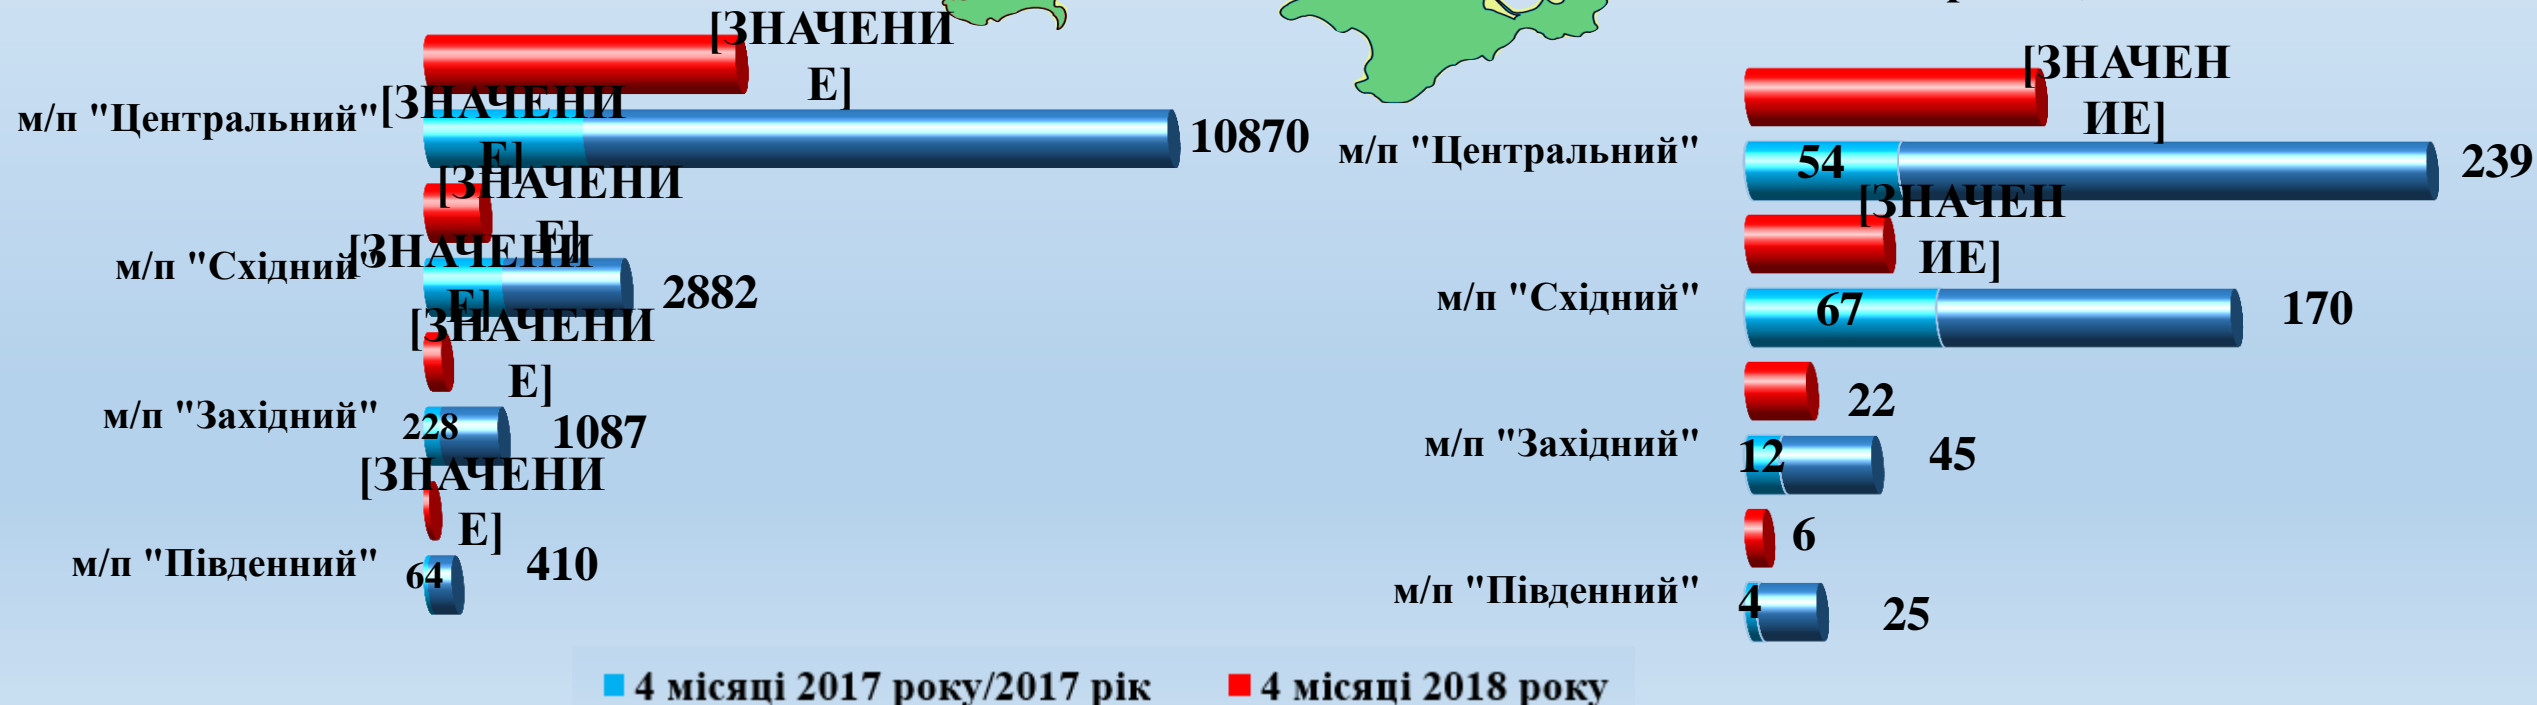 [ЗНАЧЕНИ
Е]
м/п "Центральний"
[ЗНАЧЕНИ
Е]
10870
[ЗНАЧЕНИ
Е]
м/п "Східний"
[ЗНАЧЕНИ
Е]
2882
[ЗНАЧЕНИ
Е]
м/п "Західний"
228
1087
[ЗНАЧЕНИ
Е]
м/п "Південний"
64
410
[ЗНАЧЕН
ИЕ]
м/п "Центральний"
54
239
[ЗНАЧЕН
ИЕ]
м/п "Східний"
67
170
22
м/п "Західний"
12
45
6
м/п "Південний"
4
25
4 місяці 2017 року/2017 рік
4 місяці 2018 року